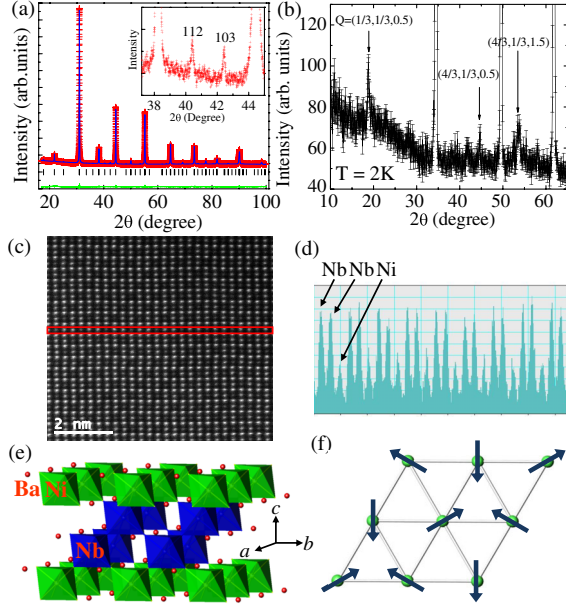 (a)
Intensity (arb. units)
Intensity
112
103
38
40
42
44
2θ (Degree)
20
40
60
80
100
2θ (degree)
(b)
Intensity (arb. units)
Q=(1/3,1/3,0.5)
(4/3,1/3,0.5)
(4/3,1/3,1.5)
120
100
80
60
40
T = 2K
10
20
30
40
50
60
2θ (degree)
(c)
2 nm
(d)
Nb
Nb
Ni
(e)
Ba
Ni
Nb
c
a
b
(f)